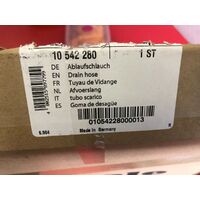 10 542 260
1 ST
DE Ablaufschlauch
EN Drain hose
FR Tuyau de Vidange
NL Afvoerslang
IT tubo scarico
ES Goma de desagüe
Made in Germany
01054228000013